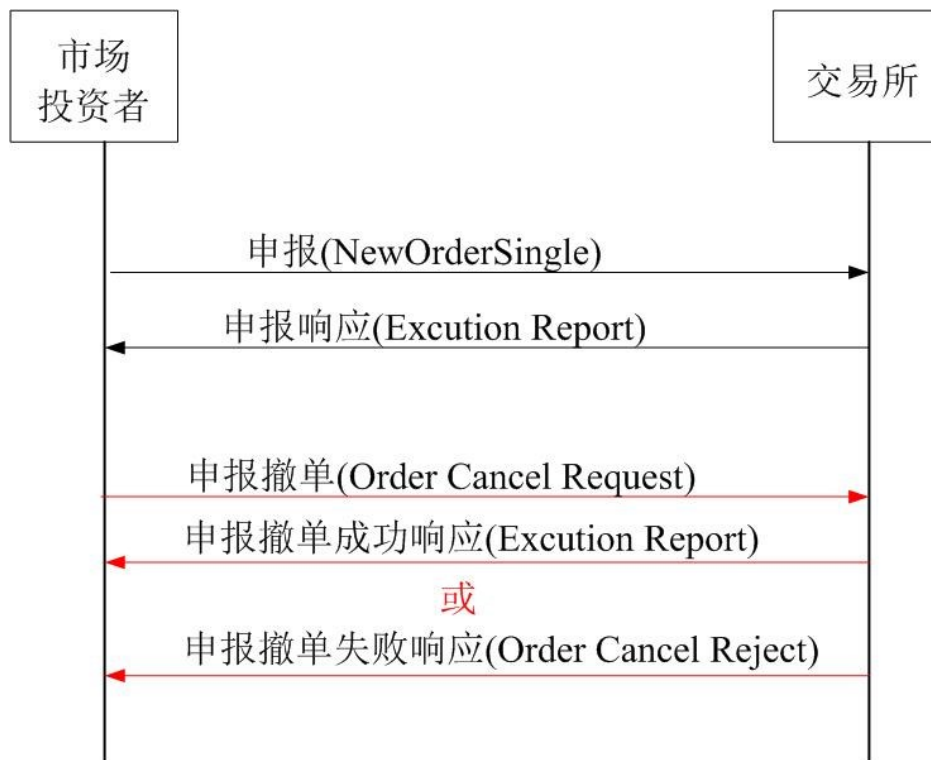 市场
投资者
交易所
申报(NewOrderSingle)
申报响应(Excution Report)
申报撤单(Order Cancel Request)
申报撤单成功响应(Excution Report)
或
申报撤单失败响应(Order Cancel Reject)